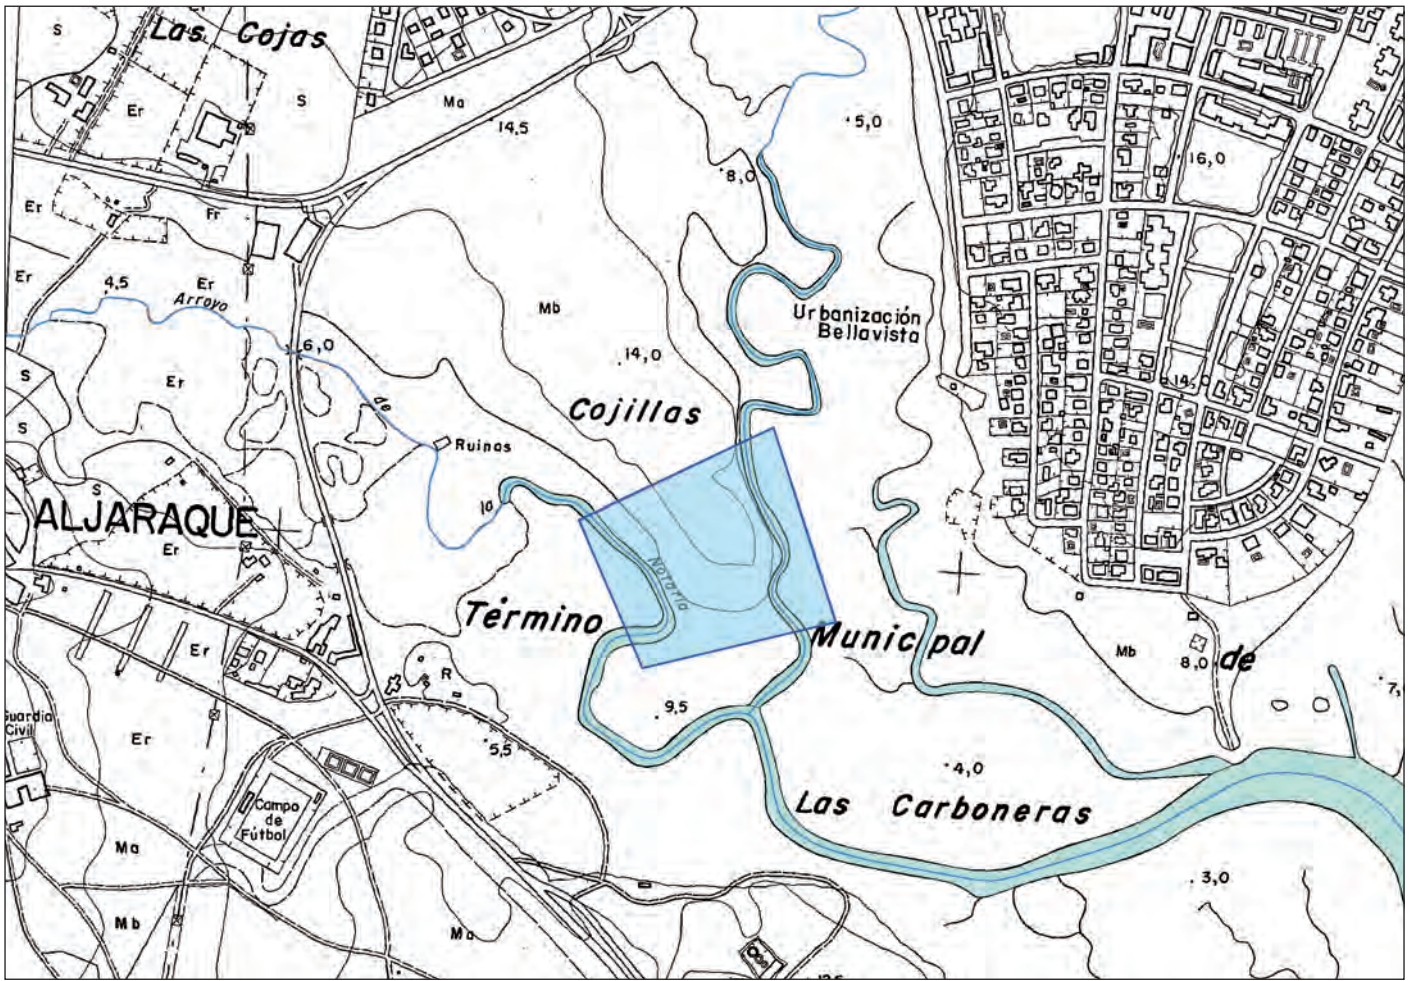 Las Cojas
S
S
Er
Ma
14,5
5,0
16,0
8,0
Er
Fr
Er
Er
4,5
Arroyo
Mb
Urbanización
Bellavista
6,0
14,0
S
Er
de
Cojillas
S
Ruinas
la
S
ALJARAQUE
Er
Notaría
Término
Municipal
de
Mb
8,0
Er
R
9,5
Guardia
Civil
Er
5,5
4,0
Las Carboneras
Campo
de
Fútbol
Ma
3,0
Mb
Ma